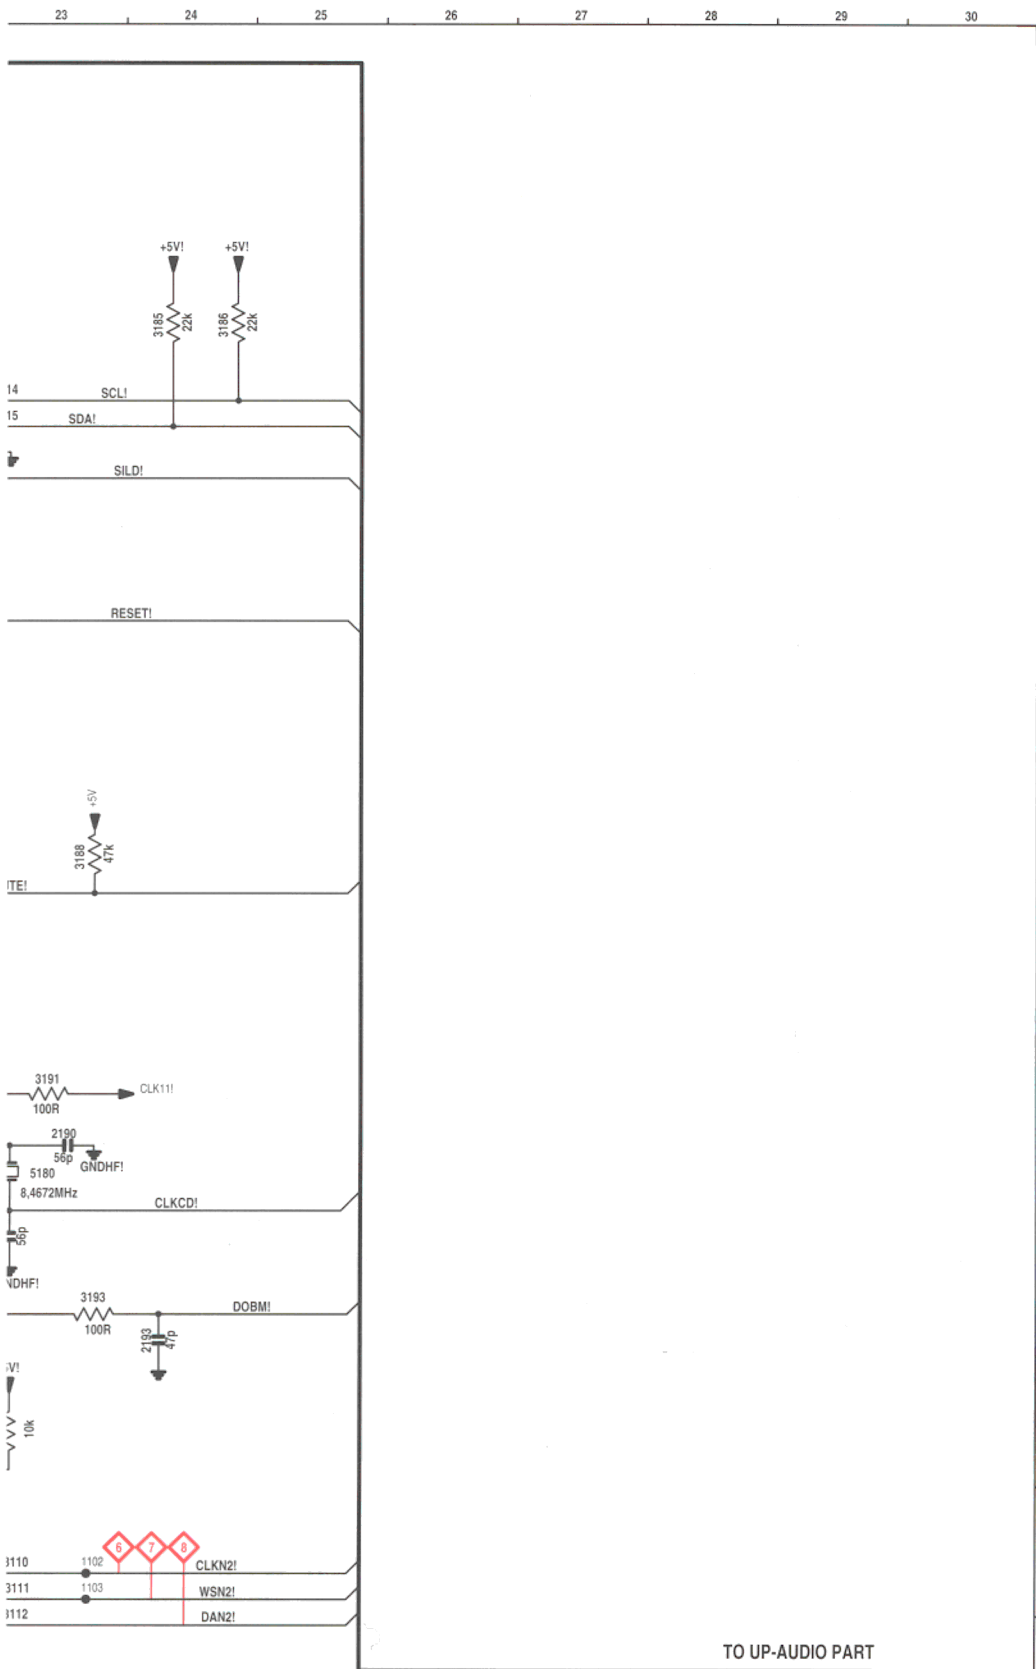 23 24 25 26 27 28 29 30
+5V! +5V!
3185 22k 3186 22k
14 SCL!
15 SDA!
SILD!
RESET!
+5V
3188 47k
ITE!
3191 CLK11!
100R
2190
56p GNDHF!
5180
8,4672MHz
CLKCD!
56p
NDHF!
3193 DOBM!
100R
2193 47p
V!
10k
6 7 8
3110 1102 CLKN2!
3111 1103 WSN2!
3112 DAN2!
TO UP-AUDIO PART